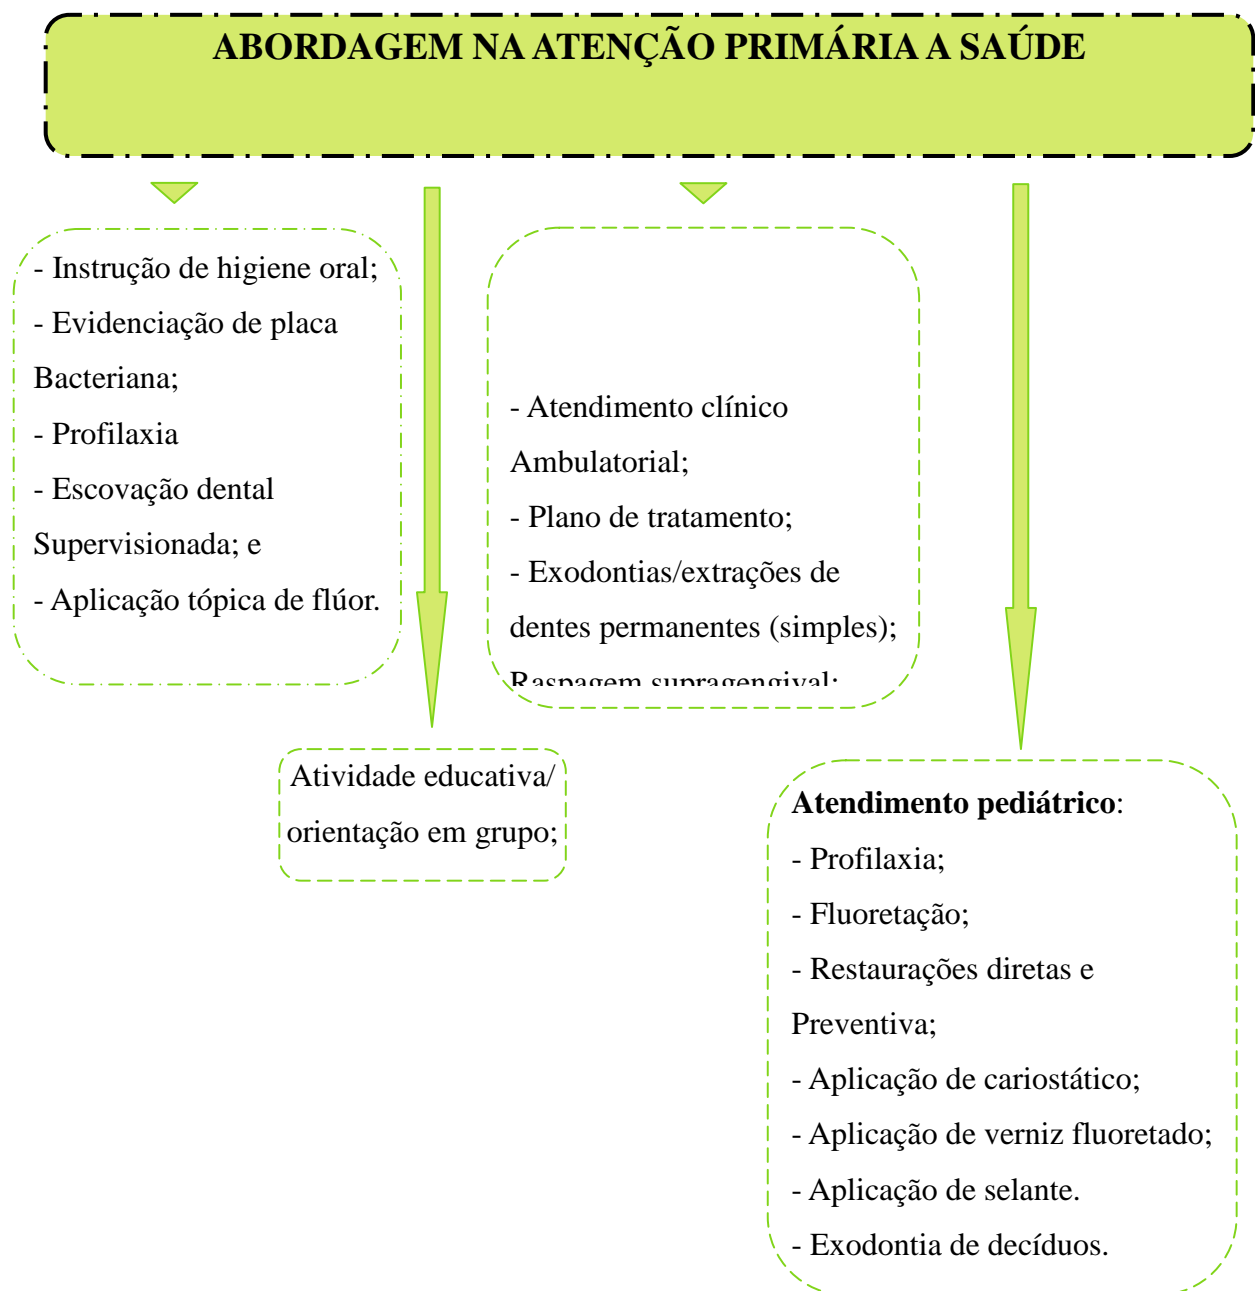 ABORDAGEM NA ATENÇÃO PRIMÁRIA A SAÚDE
- Instrução de higiene oral;
- Evidenciação de placa
Bacteriana;
- Profilaxia
- Escovação dental
Supervisionada; e
- Aplicação tópica de flúor.
- Atendimento clínico
Ambulatorial;
- Plano de tratamento;
- Exodontias/extrações de
dentes permanentes (simples);
Raspagem supragengival;
Atividade educativa/
orientação em grupo;
Atendimento pediátrico:
- Profilaxia;
- Fluoretação;
- Restaurações diretas e
Preventiva;
- Aplicação de cariostático;
- Aplicação de verniz fluoretado;
- Aplicação de selante.
- Exodontia de decíduos.